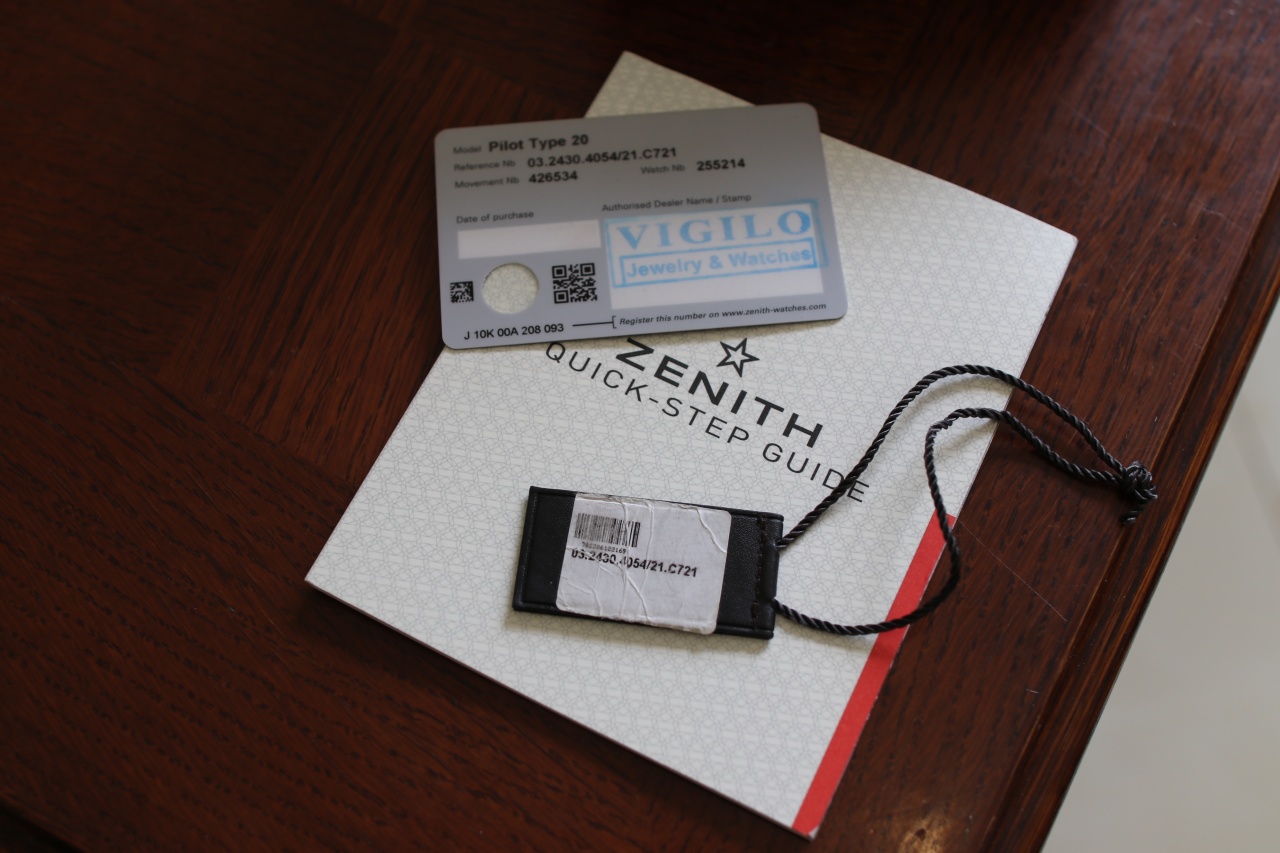 Model Pilot Type 20
Reference Nb 03.2430.4054/21.C721
Movement Nb 426534 Watch Nb 255214
Date of purchase
Authorised Dealer Name / Stamp
VIGILO
Jewelry & Watches
J 10K 00A 208 093
Register this number on www.zenith-watches.com
ZENITH
QUICK-STEP GUIDE
03.2430.4054/21.C721